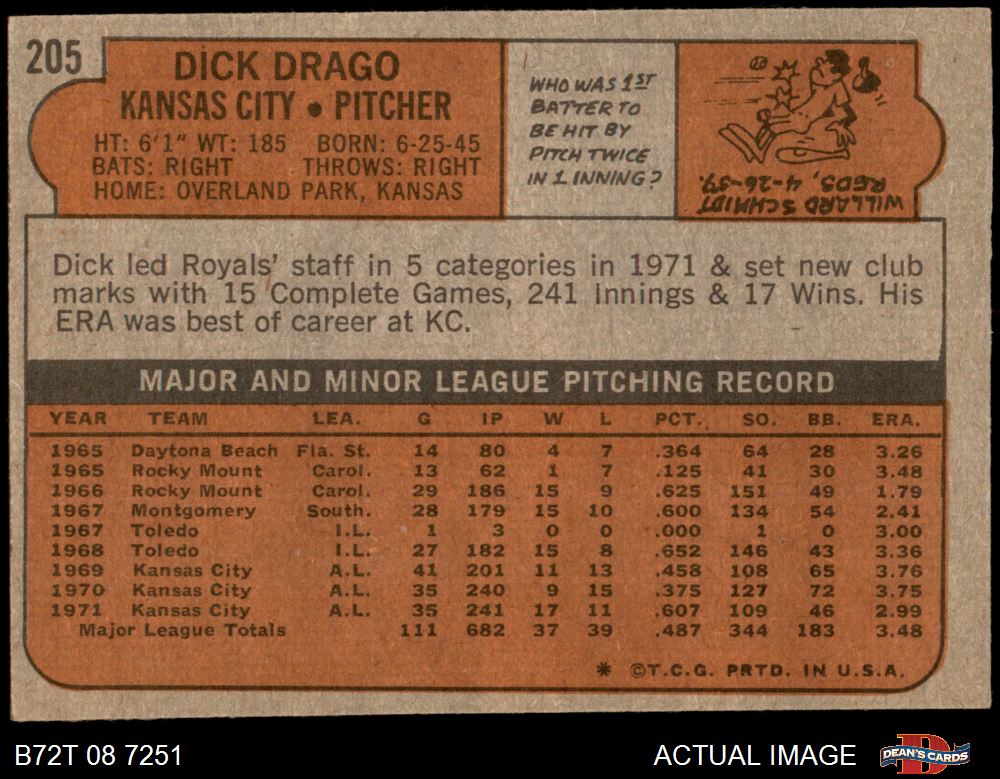 205
DICK DRAGO
KANSAS CITY • PITCHER
HT: 6'1" WT: 185 BORN: 6-25-45
BATS: RIGHT THROWS: RIGHT
HOME: OVERLAND PARK, KANSAS
WHO WAS 1ST
BATTER TO
BE HIT BY
PITCH TWICE
IN 1 INNING?
WILLARD SCHMIDT
REDS, 4-26-59.
Dick led Royals' staff in 5 categories in 1971 & set new club
marks with 15 Complete Games, 241 Innings & 17 Wins. His
ERA was best of career at KC.
MAJOR AND MINOR LEAGUE PITCHING RECORD
YEAR TEAM LEA. G IP W L PCT. SO. BB. ERA.
1965 Daytona Beach Fla. St. 14 80 4 7 .364 64 28 3.26
1965 Rocky Mount Carol. 13 62 1 7 .125 41 30 3.48
1966 Rocky Mount Carol. 29 186 15 9 .625 151 49 1.79
1967 Montgomery South. 28 179 15 10 .600 134 54 2.41
1967 Toledo I.L. 1 3 0 0 .000 1 0 3.00
1968 Toledo I.L. 27 182 15 8 .652 146 43 3.36
1969 Kansas City A.L. 41 201 11 13 .458 108 65 3.76
1970 Kansas City A.L. 35 240 9 15 .375 127 72 3.75
1971 Kansas City A.L. 35 241 17 11 .607 109 46 2.99
Major League Totals 111 682 37 39 .487 344 183 3.48
* ©T.C.G. PRTD. IN U.S.A.
B72T 08 7251 ACTUAL IMAGE DEAN'S CARDS